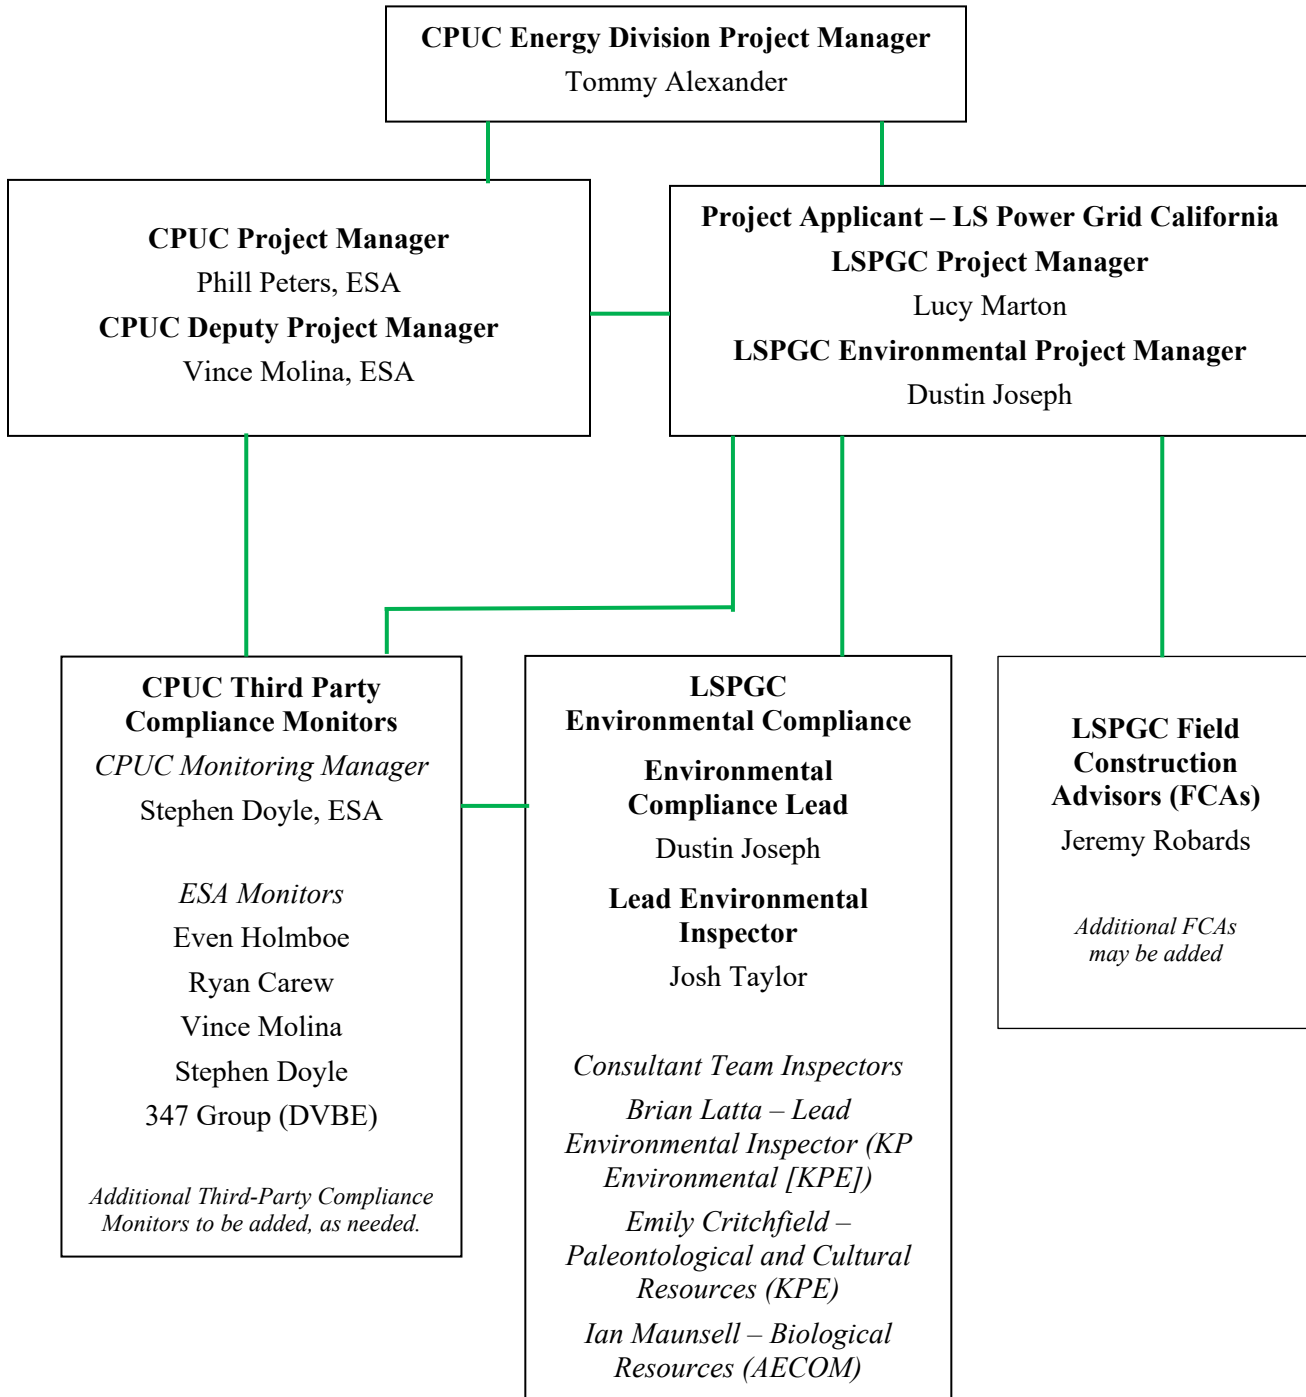 CPUC Energy Division Project Manager
Tommy Alexander
CPUC Project Manager
Phill Peters, ESA
CPUC Deputy Project Manager
Vince Molina, ESA
Project Applicant – LS Power Grid California
LSPGC Project Manager
Lucy Marton
LSPGC Environmental Project Manager
Dustin Joseph
CPUC Third Party
Compliance Monitors
CPUC Monitoring Manager
Stephen Doyle, ESA
ESA Monitors
Even Holmboe
Ryan Carew
Vince Molina
Stephen Doyle
347 Group (DVBE)
Additional Third-Party Compliance
Monitors to be added, as needed.
LSPGC
Environmental Compliance
Environmental
Compliance Lead
Dustin Joseph
Lead Environmental
Inspector
Josh Taylor
Consultant Team Inspectors
Brian Latta – Lead
Environmental Inspector (KP
Environmental [KPE])
Emily Critchfield –
Paleontological and Cultural
Resources (KPE)
Ian Maunsell – Biological
Resources (AECOM)
LSPGC Field
Construction
Advisors (FCAs)
Jeremy Robards
Additional FCAs
may be added